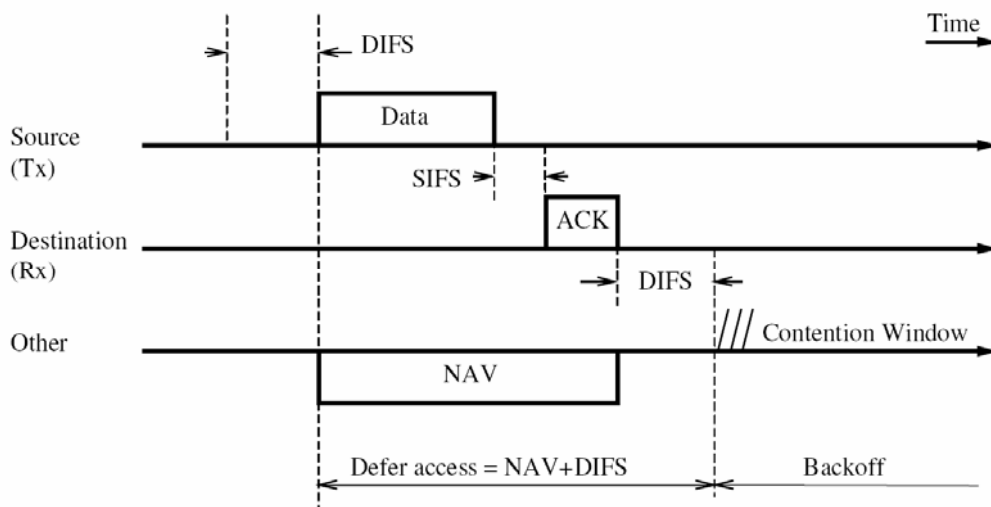 Time
DIFS
Data
Source
(Tx)
SIFS
ACK
Destination
(Rx)
DIFS
Contention Window
Other
NAV
Defer access = NAV+DIFS
Backoff